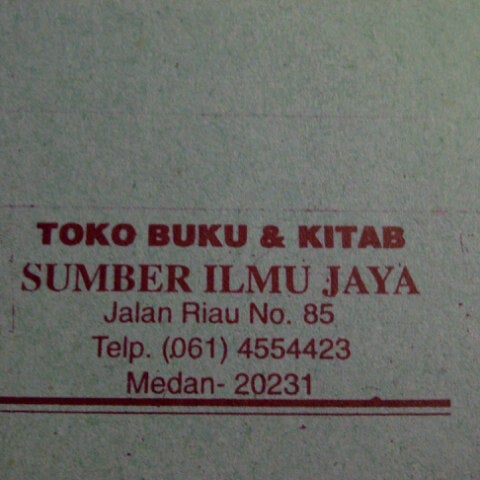 TOKO BUKU & KITAB
SUMBER ILMU JAYA
Jalan Riau No. 85
Telp. (061) 4554423
Medan- 20231